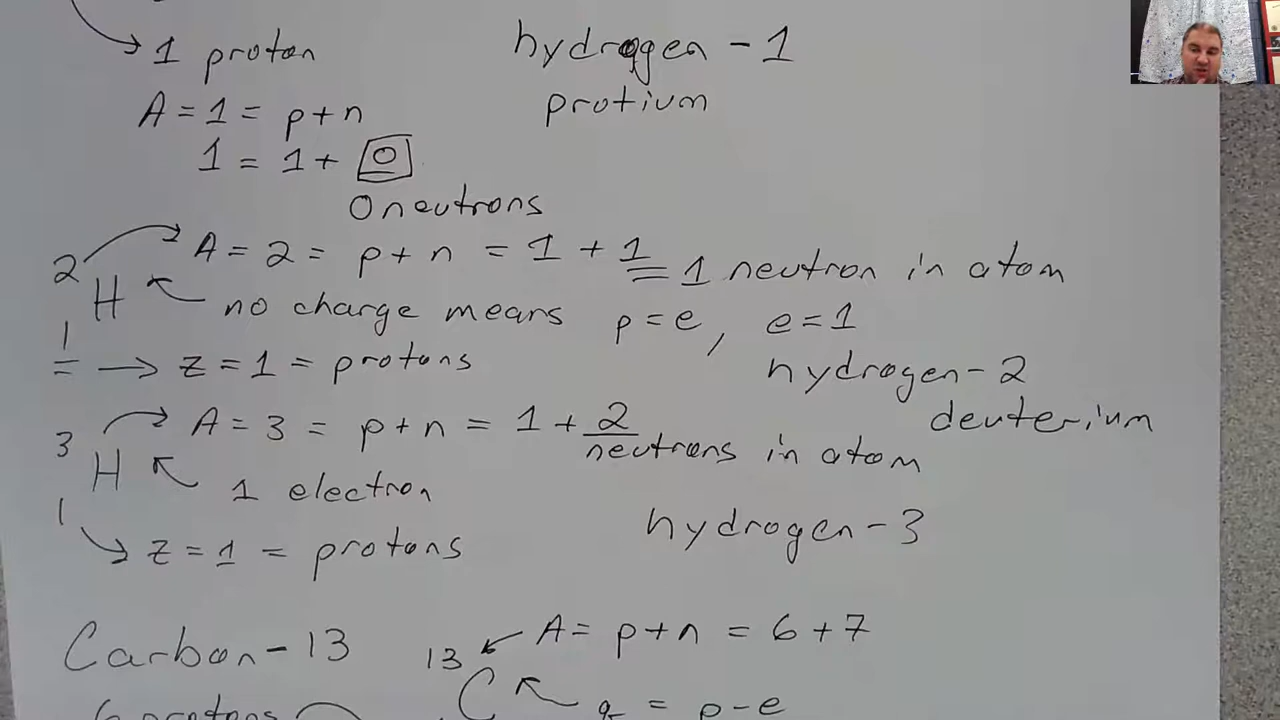 1 proton
hydrogen - 1
A = 1 = p+n
protium
1 = 1 + 0
0 neutrons
2 A = 2 = p+n = 1 + 1 = 1 neutron in atom
H no charge means p = e, e = 1
1 → z = 1 = protons
hydrogen-2
deuterium
3 A = 3 = p+n = 1 + 2
neutrons in atom
H 1 electron
hydrogen-3
1 z = 1 = protons
Carbon-13
13 A = p+n = 6+7
C q = p-e
6 protons